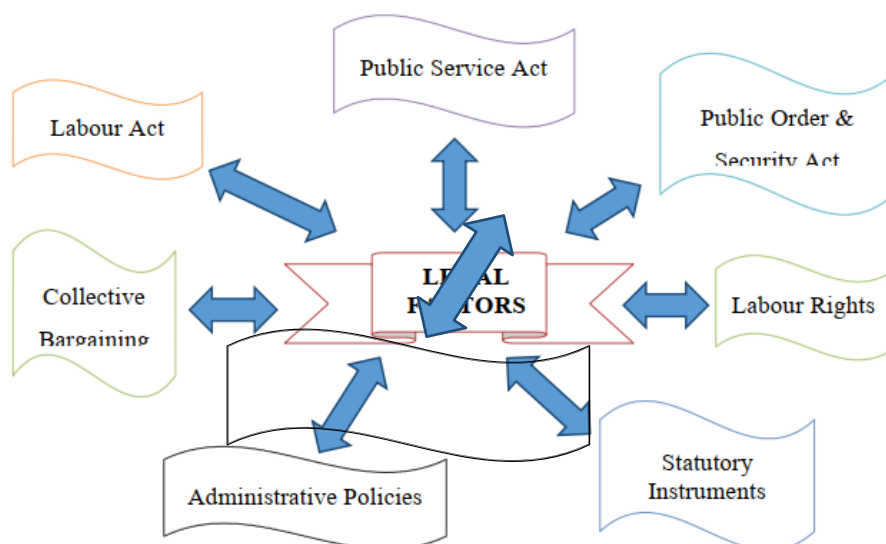 Public Service Act
Labour Act
Public Order &
Security Act
LEGAL
FACTORS
Collective
Bargaining
Labour Rights
Statutory
Instruments
Administrative Policies